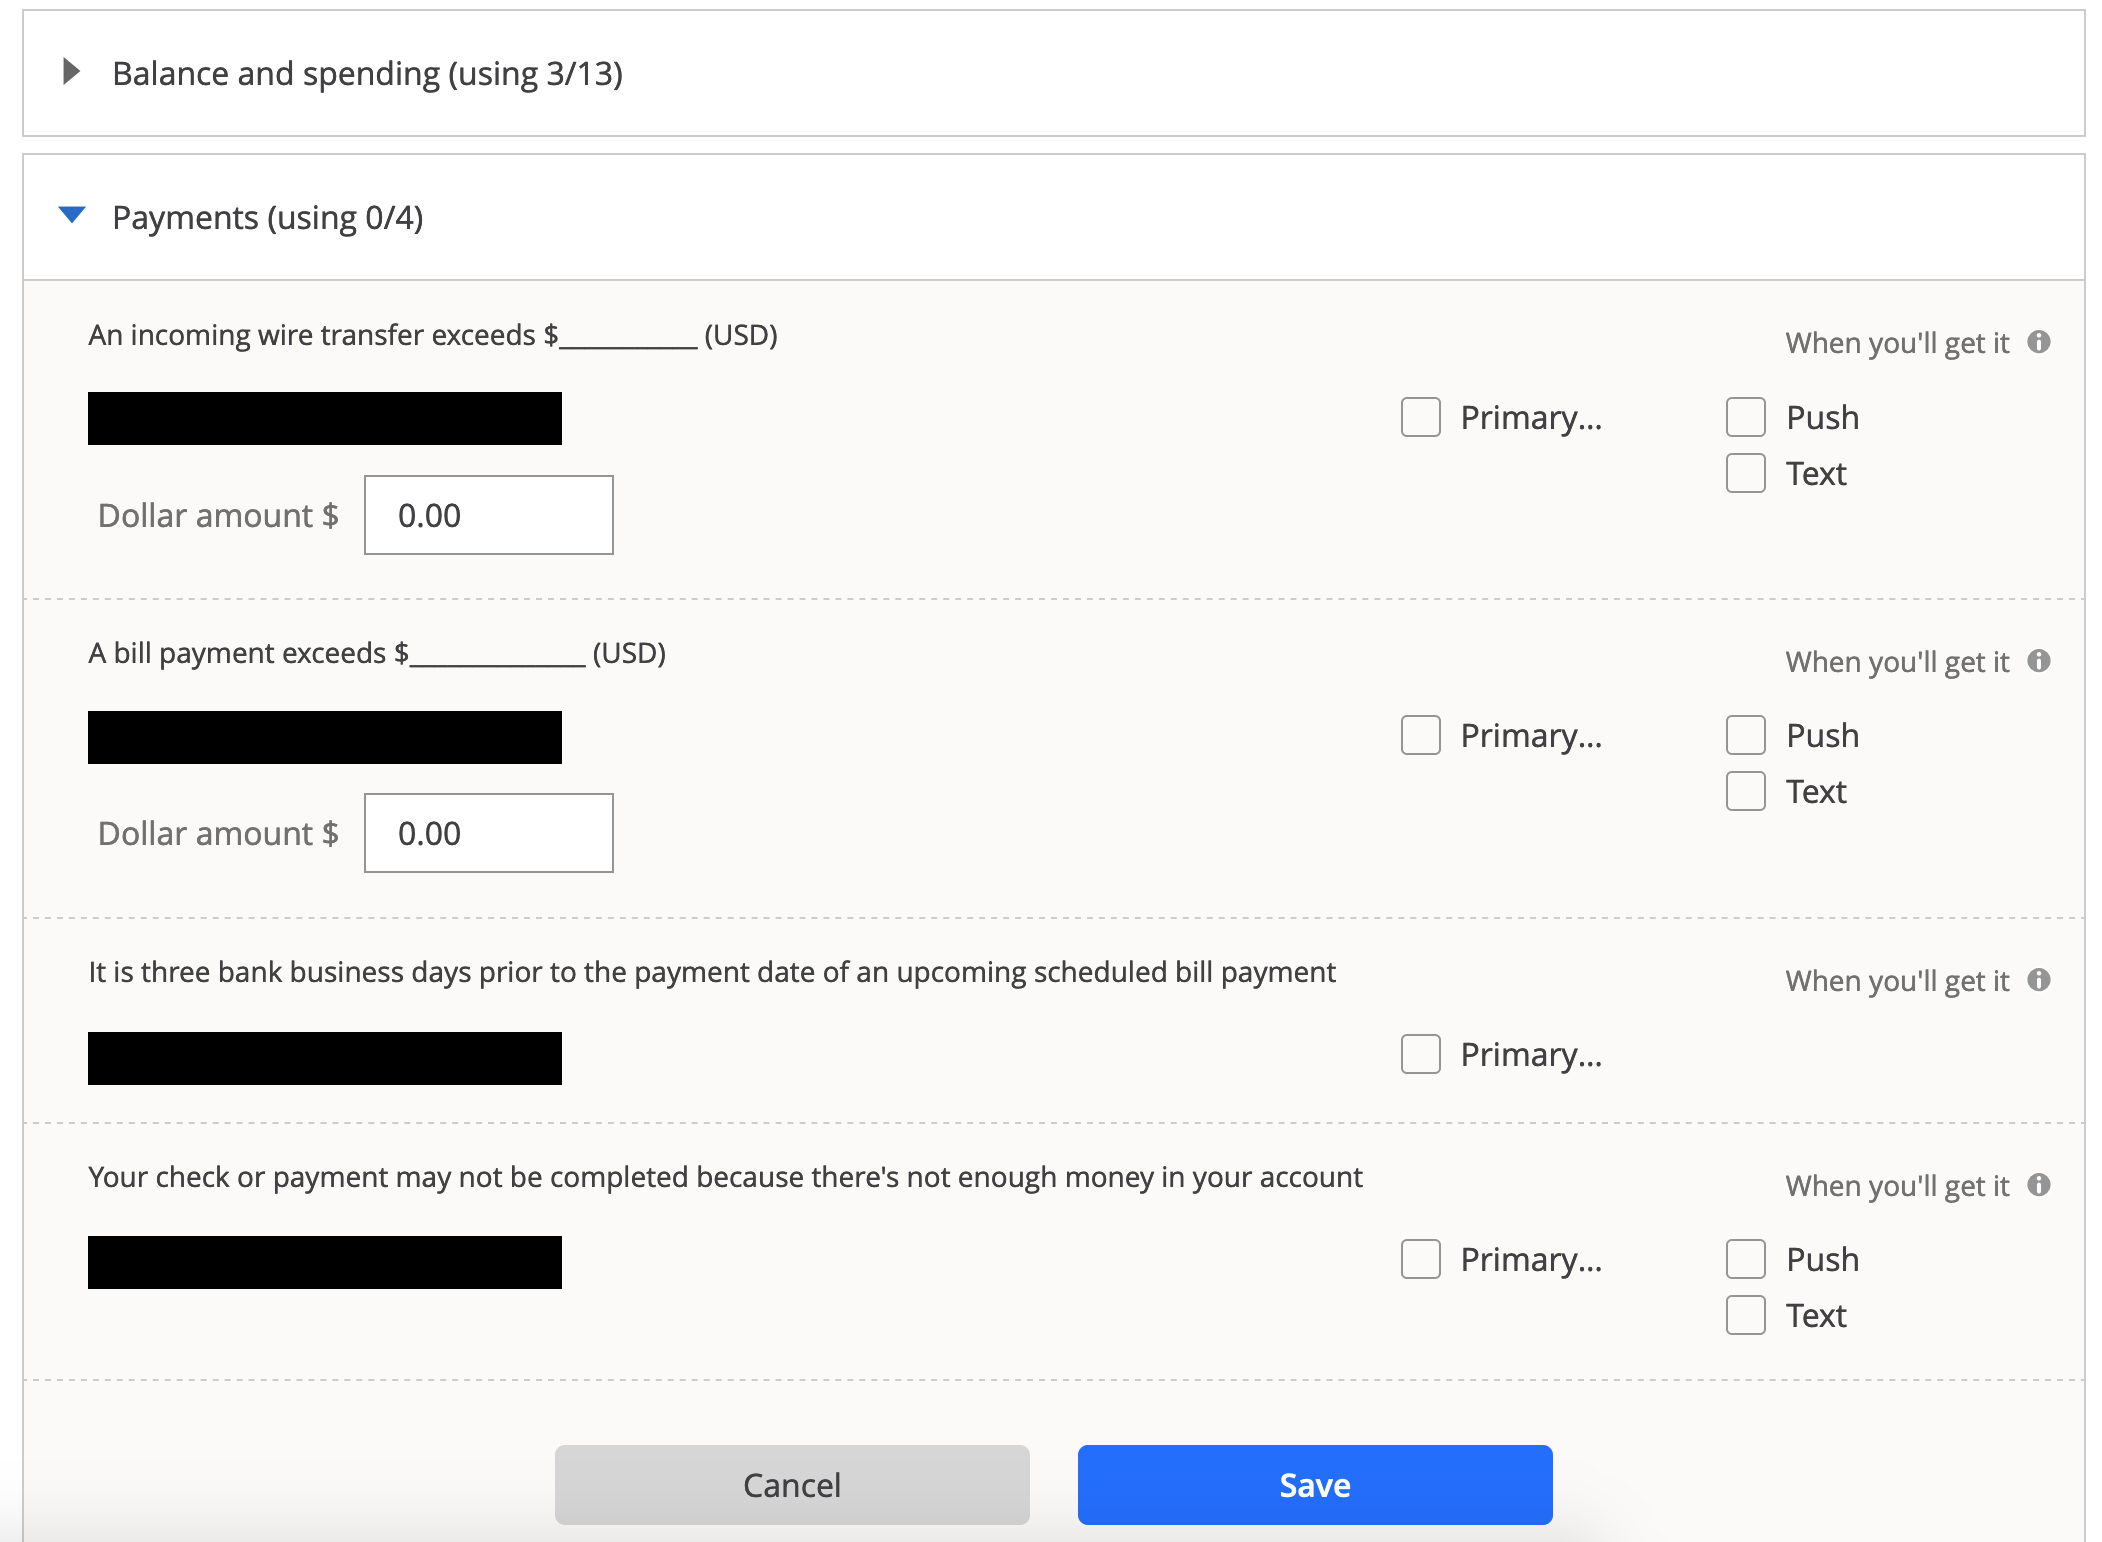 Balance and spending (using 3/13)
Payments (using 0/4)
An incoming wire transfer exceeds $__________ (USD)
When you'll get it
Primary...
Push
Text
Dollar amount $ 0.00
A bill payment exceeds $_____________ (USD)
When you'll get it
Primary...
Push
Text
Dollar amount $ 0.00
It is three bank business days prior to the payment date of an upcoming scheduled bill payment
When you'll get it
Primary...
Your check or payment may not be completed because there's not enough money in your account
When you'll get it
Primary...
Push
Text
Cancel
Save